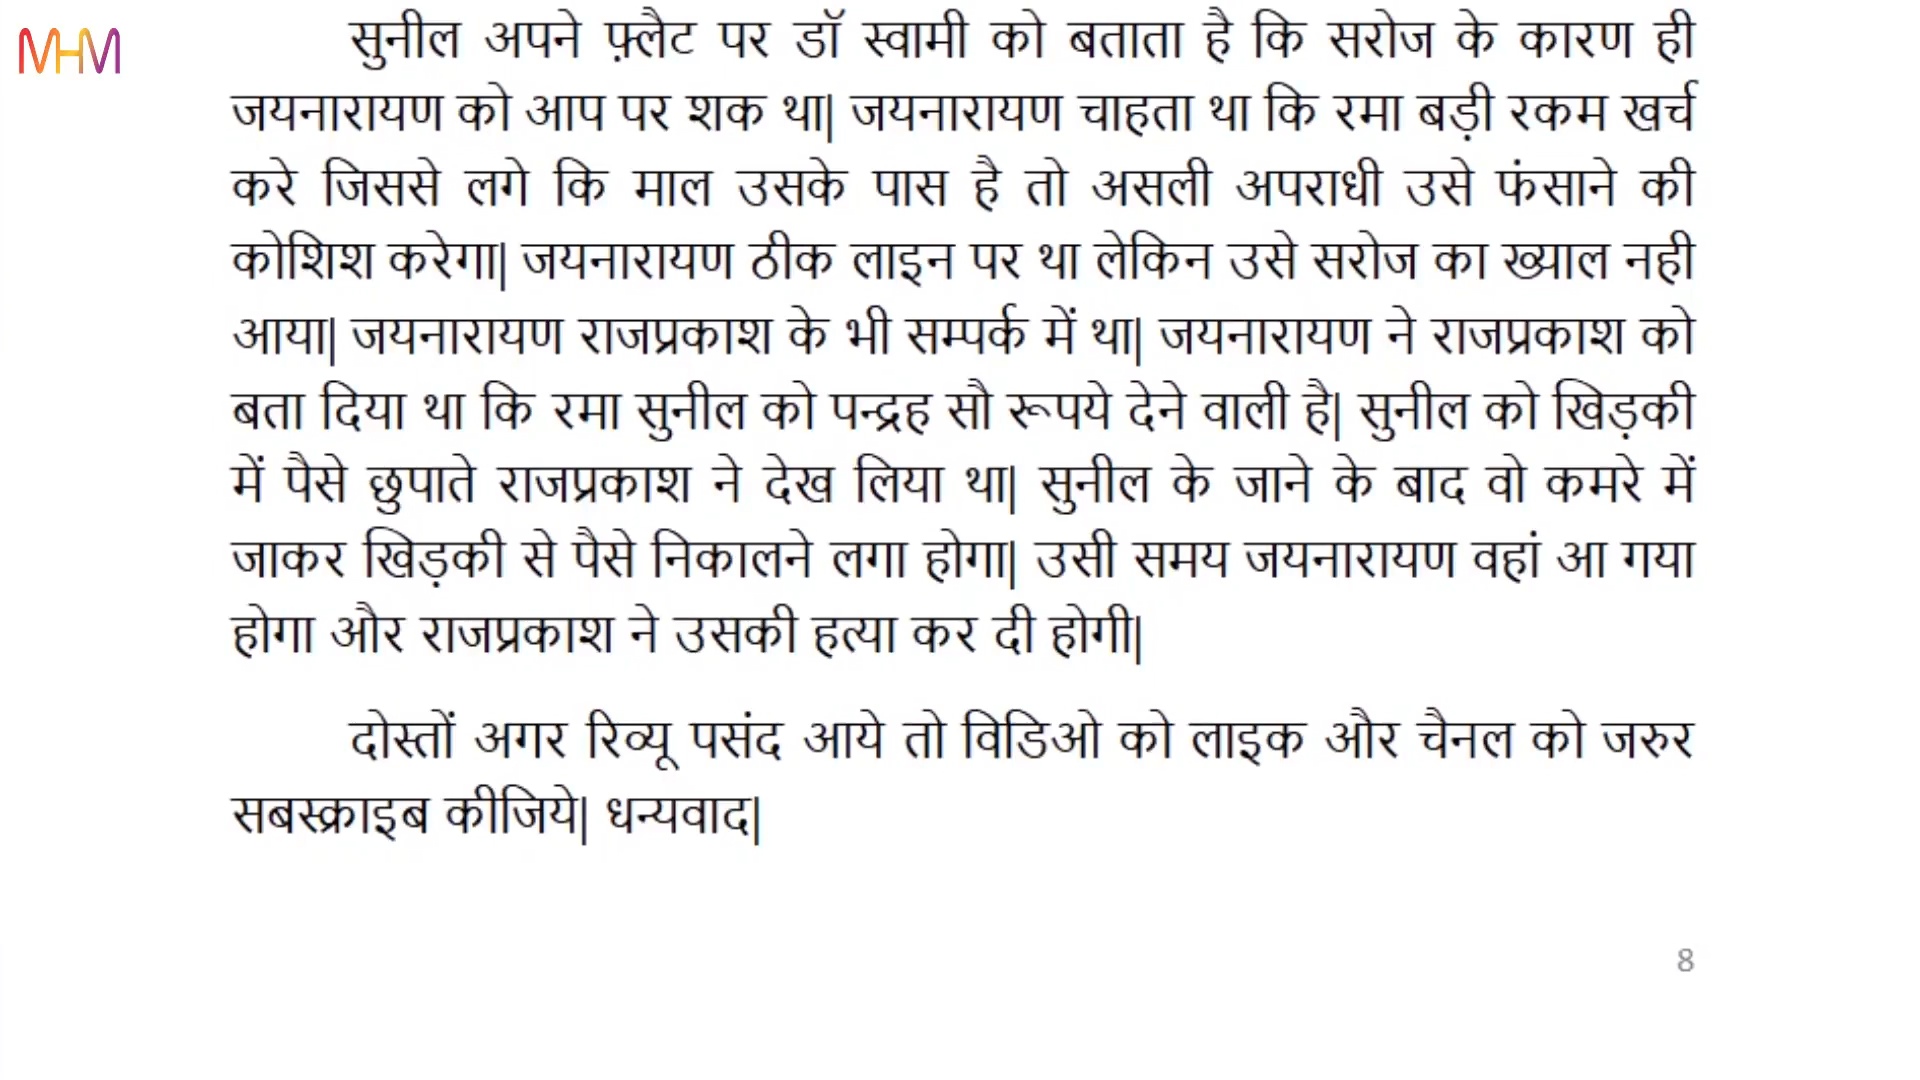 MHM
सुनील अपने फ़्लैट पर डॉ स्वामी को बताता है कि सरोज के कारण ही
जयनारायण को आप पर शक था| जयनारायण चाहता था कि रमा बड़ी रकम खर्च
करे जिससे लगे कि माल उसके पास है तो असली अपराधी उसे फंसाने की
कोशिश करेगा| जयनारायण ठीक लाइन पर था लेकिन उसे सरोज का ख्याल नही
आया| जयनारायण राजप्रकाश के भी सम्पर्क में था| जयनारायण ने राजप्रकाश को
बता दिया था कि रमा सुनील को पन्द्रह सौ रूपये देने वाली है| सुनील को खिड़की
में पैसे छुपाते राजप्रकाश ने देख लिया था| सुनील के जाने के बाद वो कमरे में
जाकर खिड़की से पैसे निकालने लगा होगा| उसी समय जयनारायण वहां आ गया
होगा और राजप्रकाश ने उसकी हत्या कर दी होगी|
दोस्तों अगर रिव्यू पसंद आये तो विडिओ को लाइक और चैनल को जरुर
सबस्क्राइब कीजिये| धन्यवाद|
8